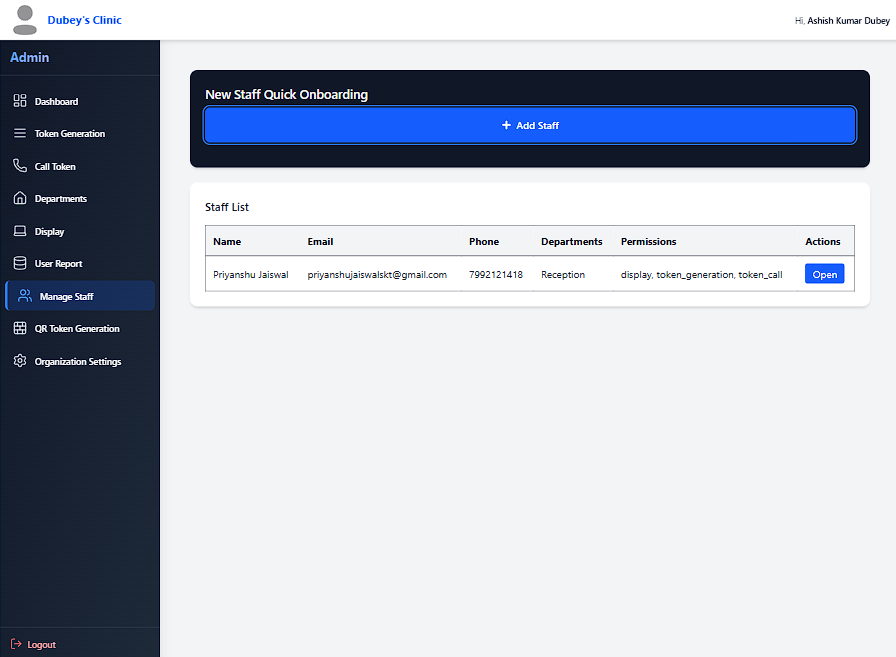 Dubey's Clinic
Hi, Ashish Kumar Dubey
Admin
Dashboard
Token Generation
Call Token
Departments
Display
User Report
Manage Staff
QR Token Generation
Organization Settings
Logout
New Staff Quick Onboarding
+ Add Staff
Staff List
Name Email Phone Departments Permissions Actions
Priyanshu Jaiswal priyanshujaiswalskt@gmail.com 7992121418 Reception display, token_generation, token_call Open